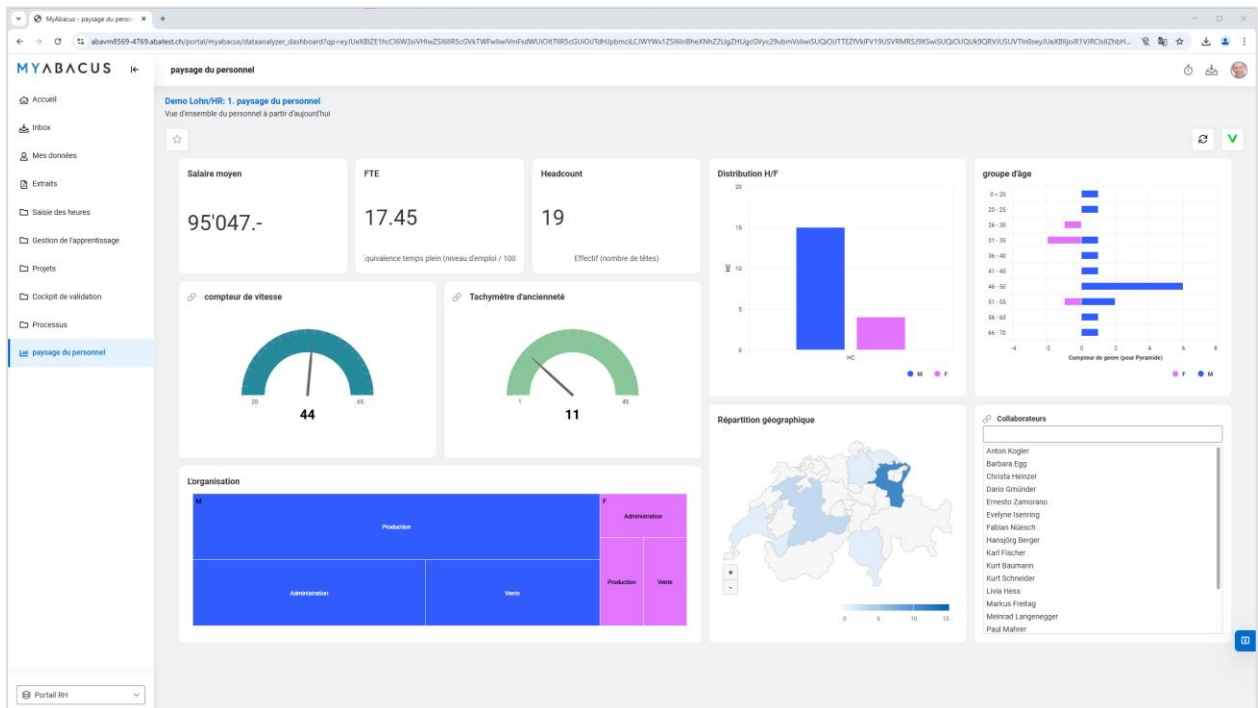 MyAbacus - paysage du perso
MYABACUS
paysage du personnel
Accueil
Inbox
Mes données
Extraits
Saisie des heures
Gestion de l'apprentissage
Projets
Cockpit de validation
Processus
paysage du personnel
Portail RH
Demo Lohn/HR: 1. paysage du personnel
Vue d'ensemble du personnel à partir d'aujourd'hui
Salaire moyen
95'047.-
FTE
17.45
quivalence temps plein (niveau d'emploi / 100
Headcount
19
Effectif (nombre de têtes)
Distribution H/F
20
15
10
5
0
HC
HC
M F
groupe d'âge
0 - 20
20 - 25
26 - 30
31 - 35
36 - 40
41 - 45
46 - 50
51 - 55
56 - 60
66 - 70
-4 -2 0 2 4 6 8
Compteur de genre (pour Pyramide)
F M
compteur de vitesse
20 65
44
Tachymètre d'ancienneté
1 45
11
L'organisation
M
Production
Administration
Vente
F
Administration
Production
Vente
Répartition géographique
+
-
0 5 10 15
Collaborateurs
Anton Kogler
Barbara Egg
Christa Heinzer
Dario Gmünder
Ernesto Zamorano
Evelyne Isenring
Fabian Nüesch
Hansjörg Berger
Karl Fischer
Kurt Baumann
Kurt Schneider
Livia Hess
Markus Freitag
Meinrad Langenegger
Paul Mahrer